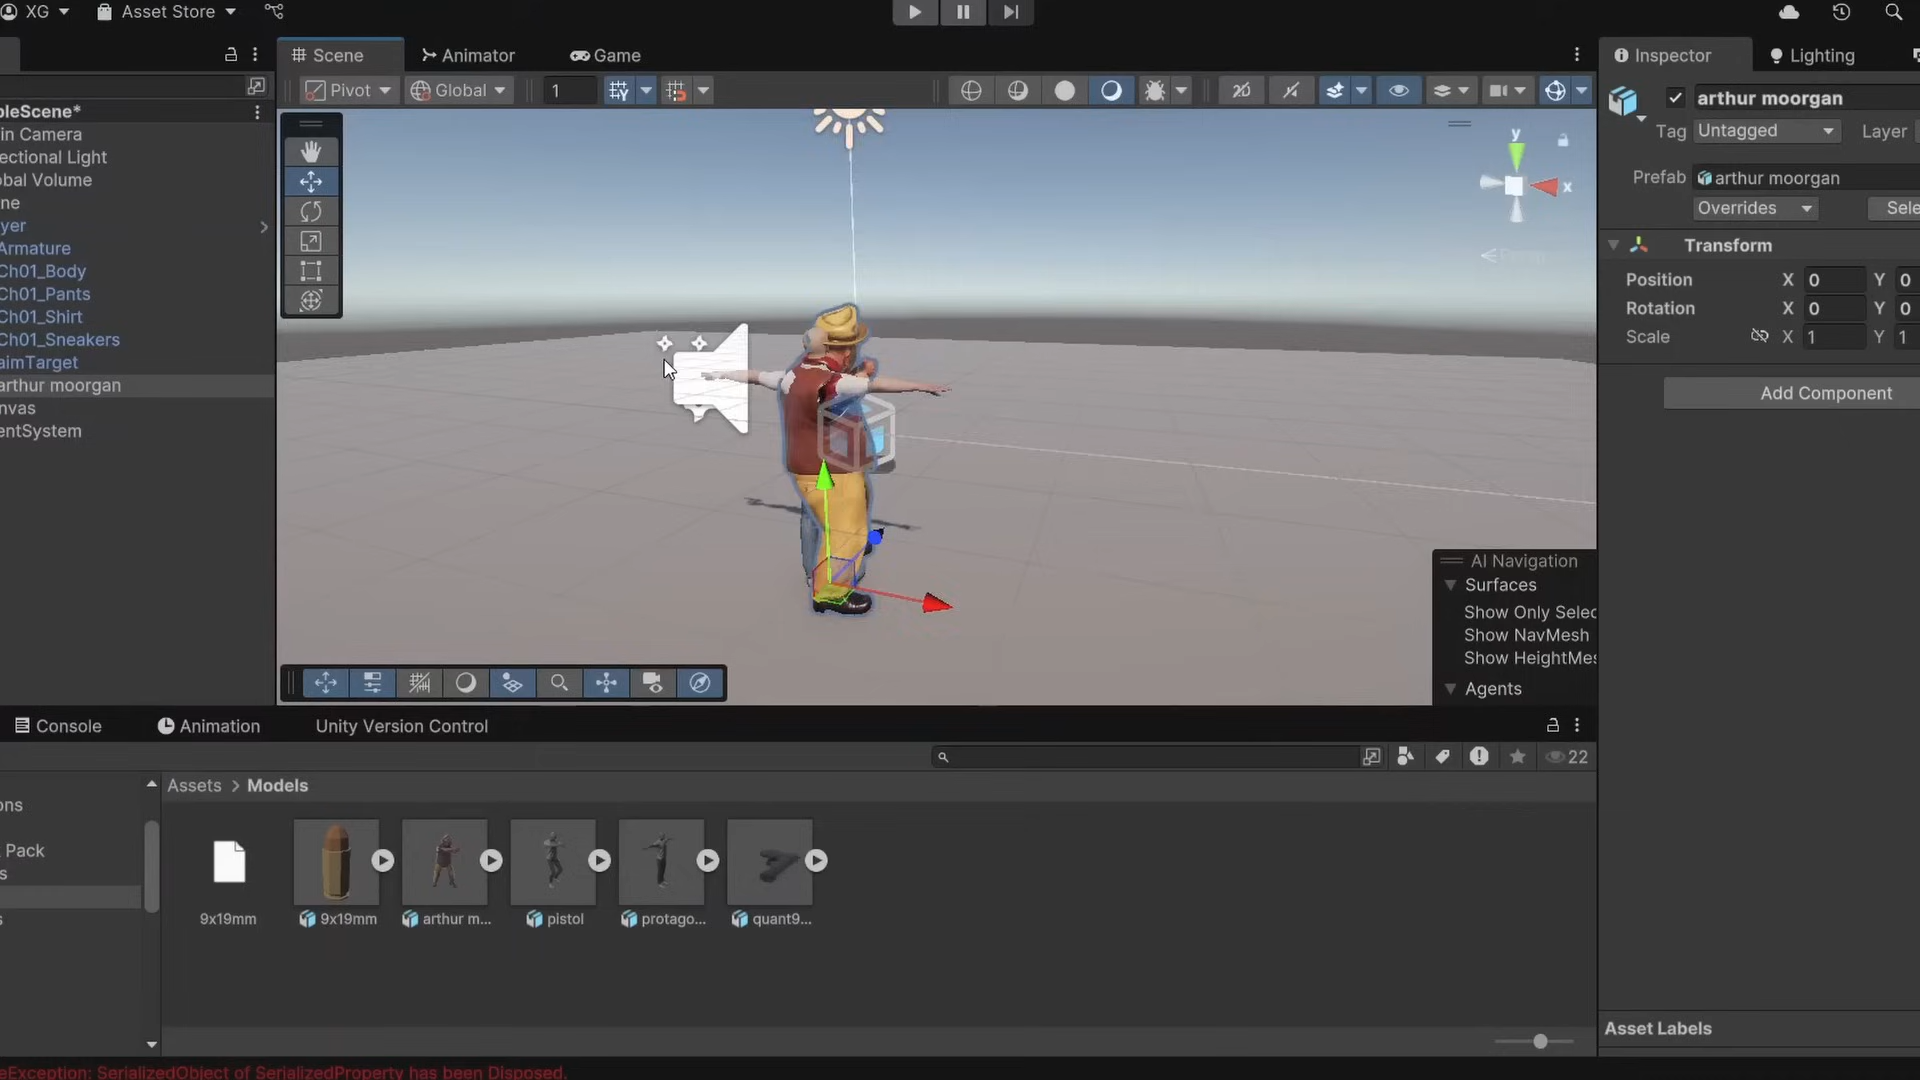 XG
Asset Store
Scene
Animator
Game
Inspector
Lighting
Pivot
Global
1
2D
arthur moorgan
Tag
Untagged
Layer
Prefab
arthur moorgan
Overrides
Sele
Transform
Position X 0 Y 0
Rotation X 0 Y 0
Scale X 1 Y 1
Add Component
Asset Labels
bleScene*
in Camera
ectional Light
obal Volume
ne
yer
Armature
Ch01_Body
Ch01_Pants
Ch01_Shirt
Ch01_Sneakers
aimTarget
arthur moorgan
nvas
entSystem
y
x
Persp
AI Navigation
Surfaces
Show Only Selec
Show NavMesh
Show HeightMes
Agents
Console
Animation
Unity Version Control
22
Assets > Models
ons
Pack
s
s
9x19mm
9x19mm
arthur m...
pistol
protago...
quant9...
eException: SerializedObject of SerializedProperty has been Disposed.